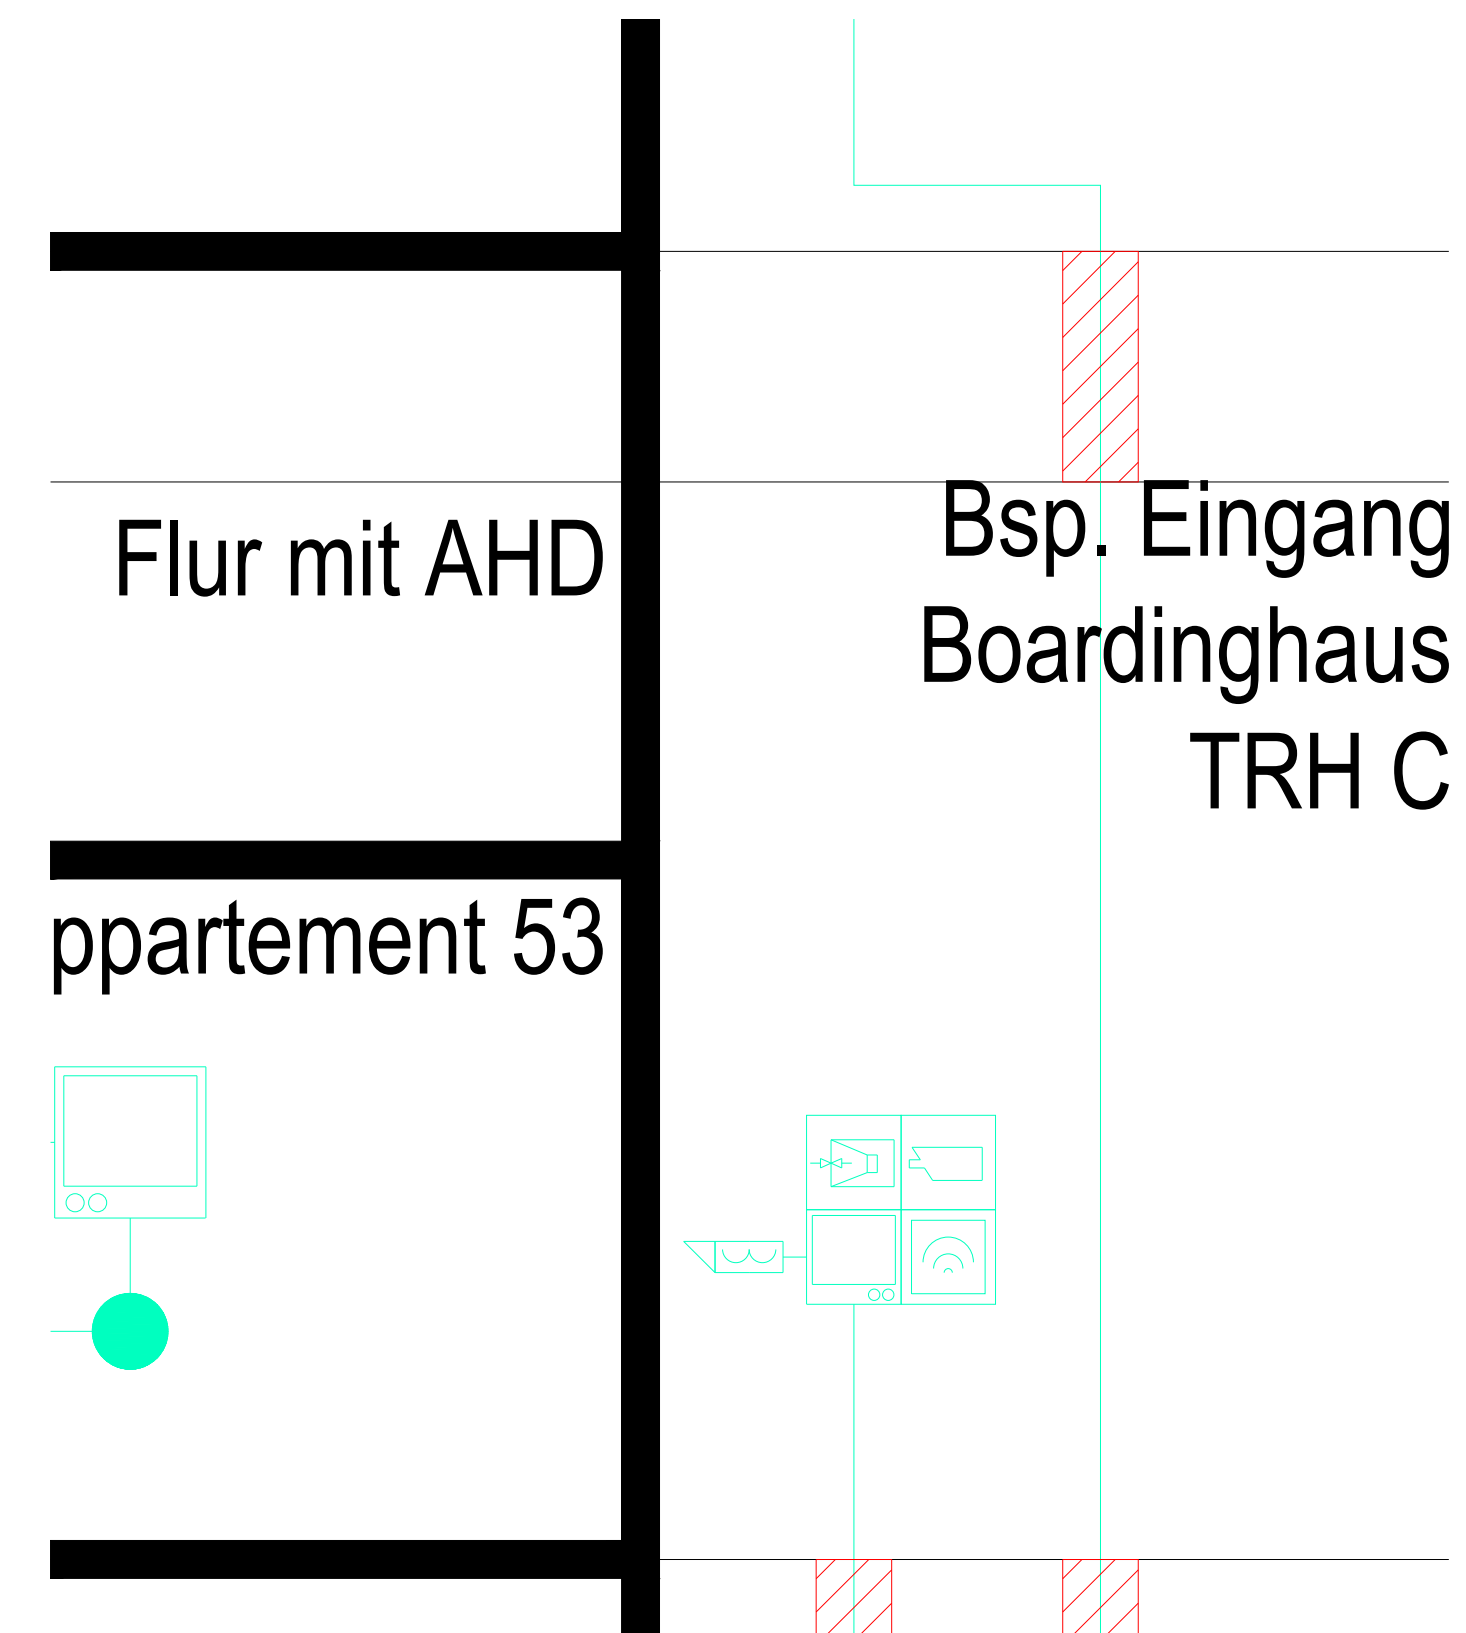 Flur mit AHD
Bsp. Eingang
Boardinghaus
TRH C
ppartement 53